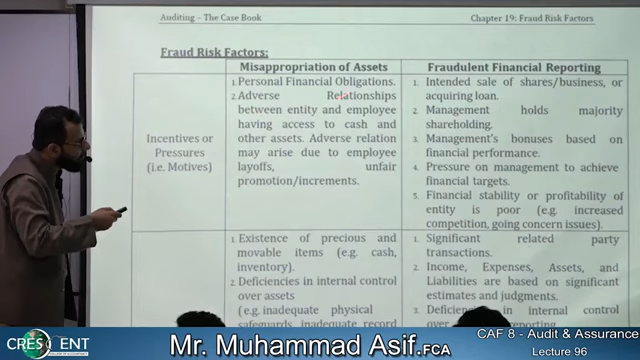 Auditing – The Case Book
Chapter 19: Fraud Risk Factors
Fraud Risk Factors:
Misappropriation of Assets
Fraudulent Financial Reporting
Incentives or
Pressures
(i.e. Motives)
1. Personal Financial Obligations.
2. Adverse Relationships
between entity and employee
having access to cash and
other assets. Adverse relation
may arise due to employee
layoffs, unfair
promotion/increments.
1. Intended sale of shares/business, or
acquiring loan.
2. Management holds majority
shareholding.
3. Management's bonuses based on
financial performance.
4. Pressure on management to achieve
financial targets.
5. Financial stability or profitability of
entity is poor (e.g. increased
competition, going concern issues).
1. Existence of precious and
movable items (e.g. cash,
inventory).
2. Deficiencies in internal control
over assets
(e.g. inadequate physical
safeguards, inadequate record
1. Significant related party
transactions.
2. Income, Expenses, Assets, and
Liabilities are based on significant
estimates and judgments.
3. Deficiencies in internal control
over reporting.
CRESCENT
Mr. Muhammad Asif.FCA
CAF 8 - Audit & Assurance
Lecture 96